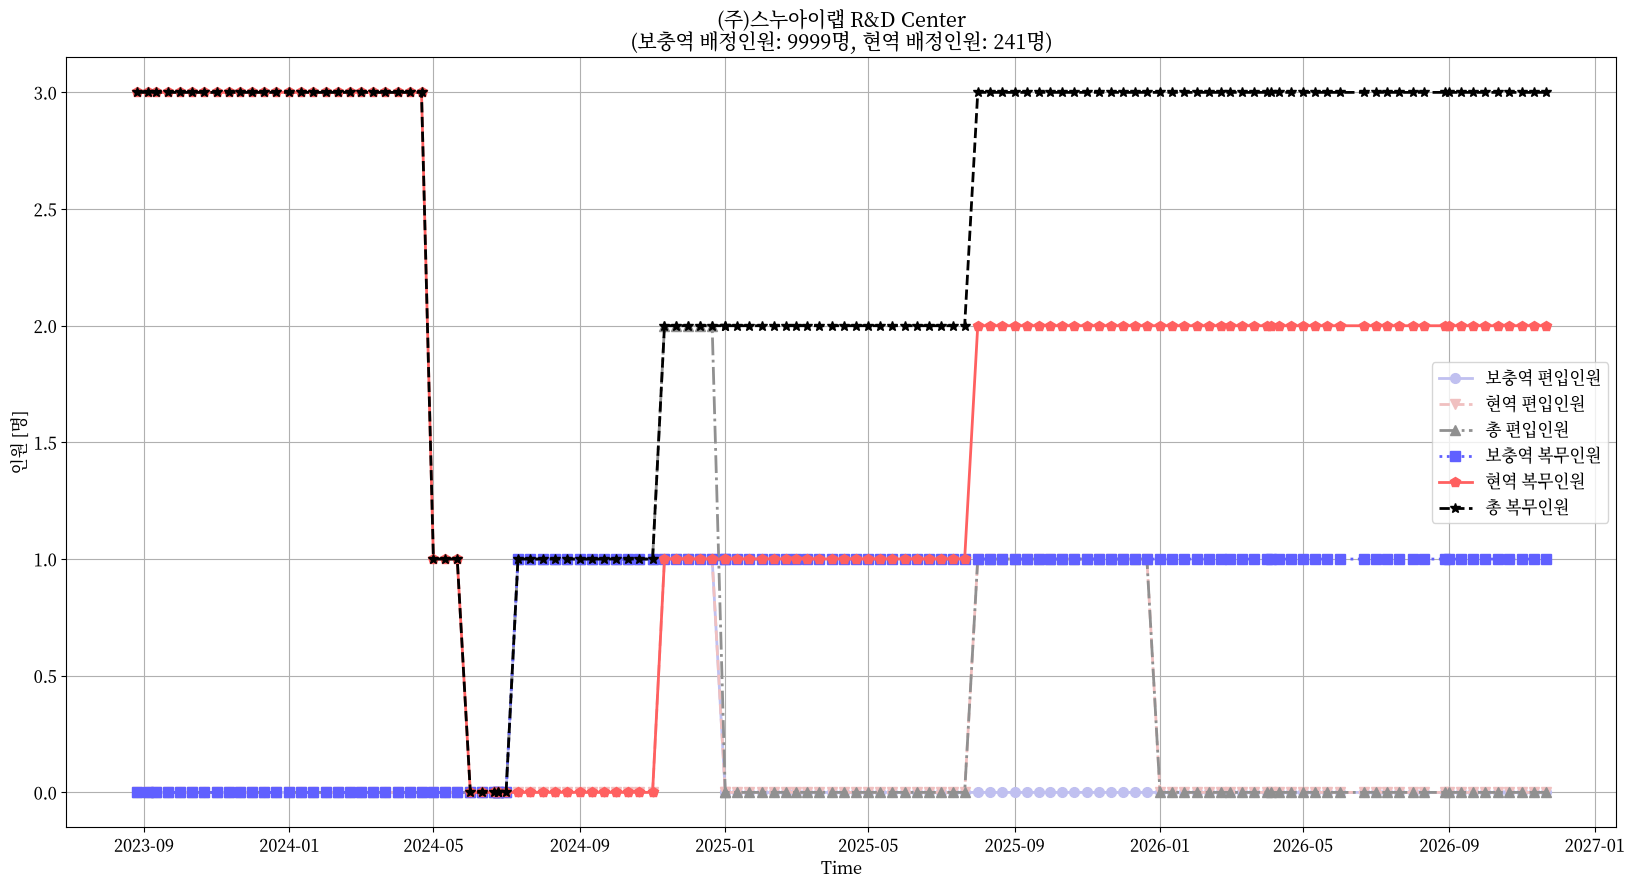 (주)스누아이랩 R&D Center
(보충역 배정인원: 9999명, 현역 배정인원: 241명)
3.0
2.5
2.0
1.5
1.0
0.5
0.0
인원 [명]
보충역 편입인원
현역 편입인원
총 편입인원
보충역 복무인원
현역 복무인원
총 복무인원
2023-09 2024-01 2024-05 2024-09 2025-01 2025-05 2025-09 2026-01 2026-05 2026-09 2027-01
Time